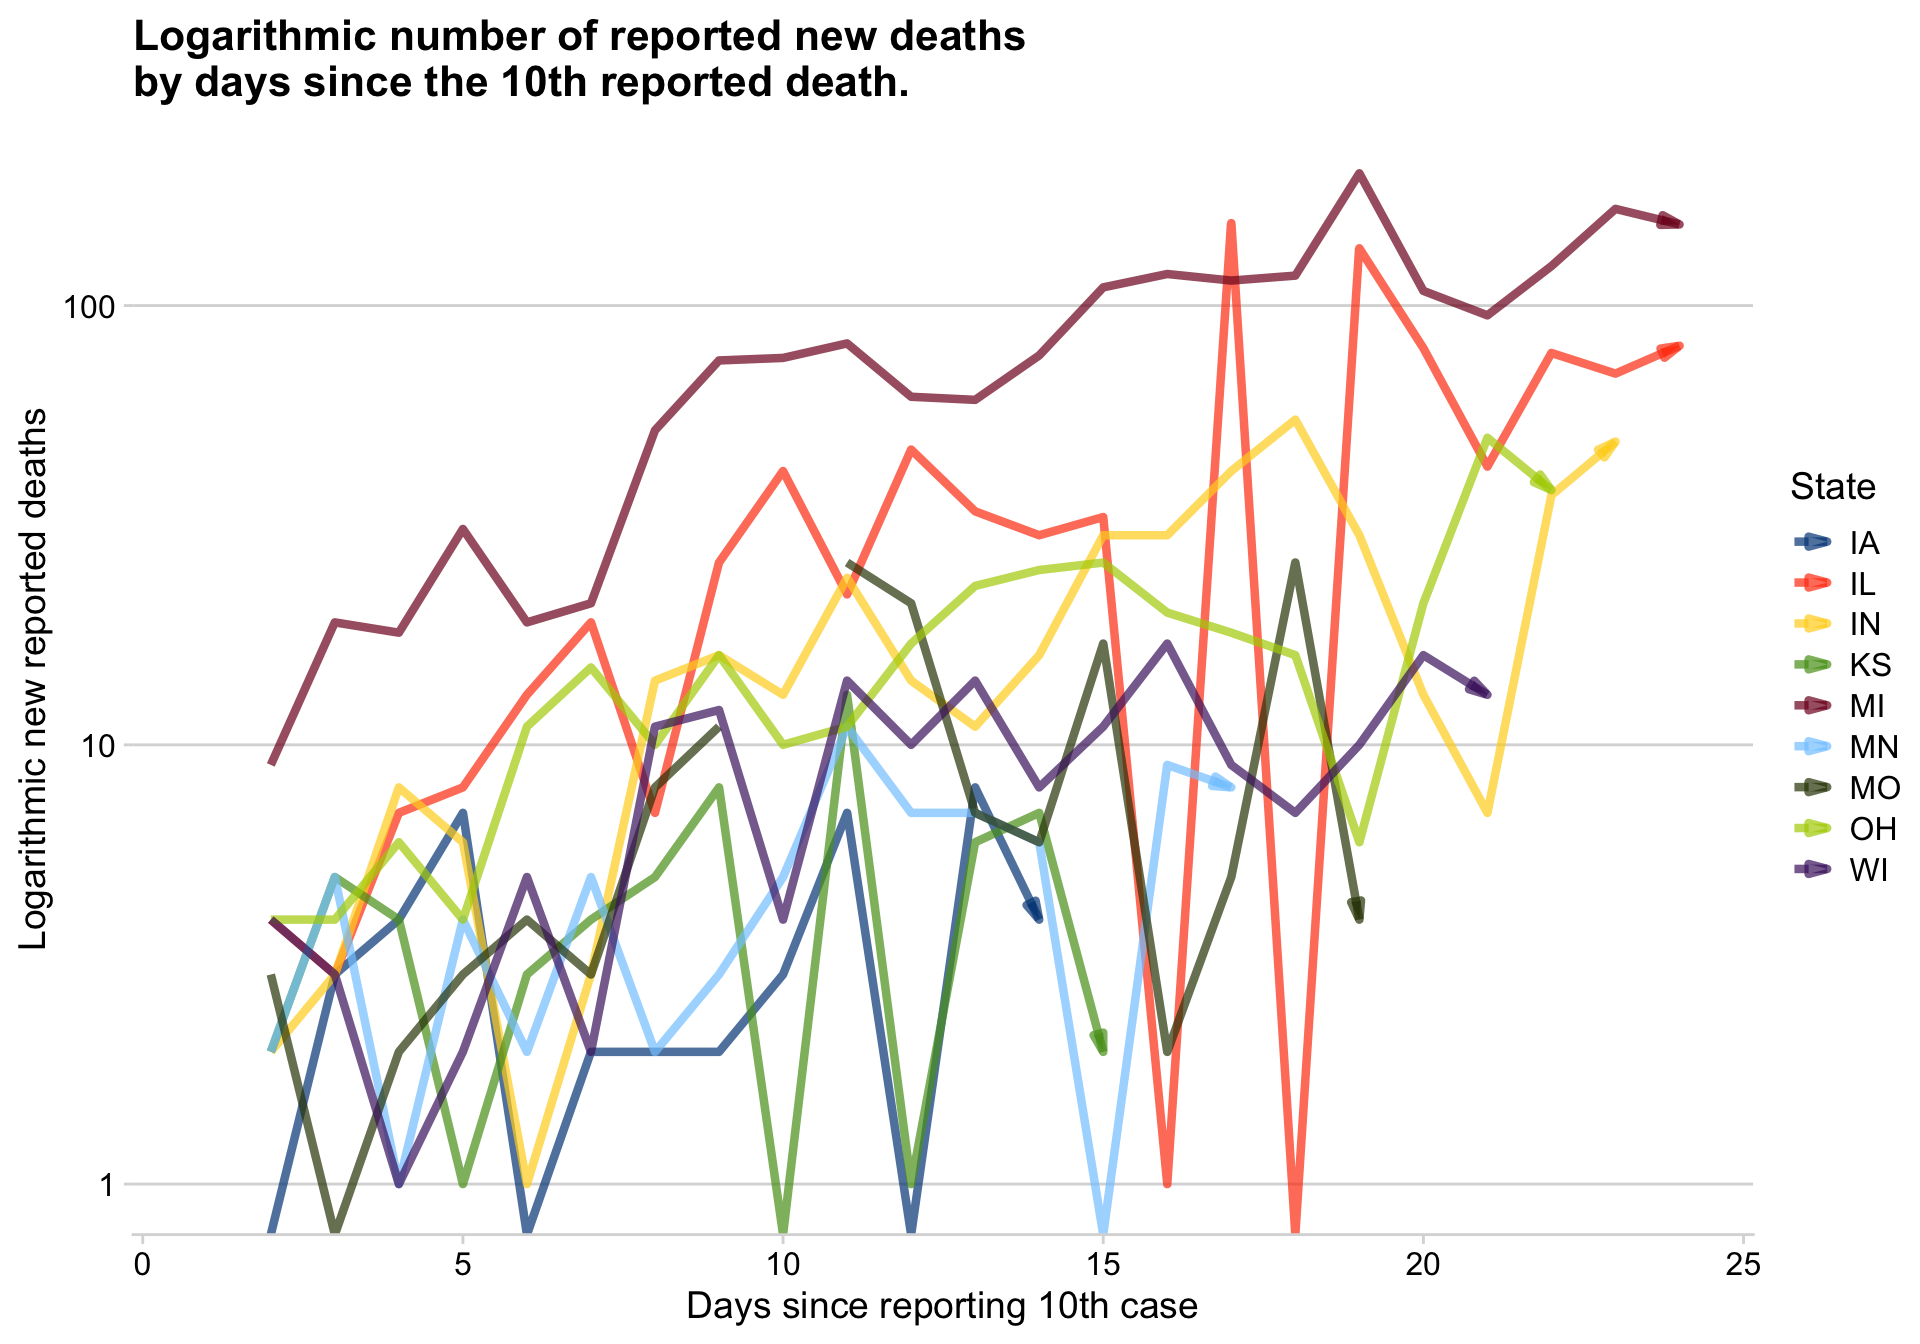 Logarithmic number of reported new deaths
by days since the 10th reported death.
Logarithmic new reported deaths
100
10
1
0 5 10 15 20 25
Days since reporting 10th case
State
IA
IL
IN
KS
MI
MN
MO
OH
WI